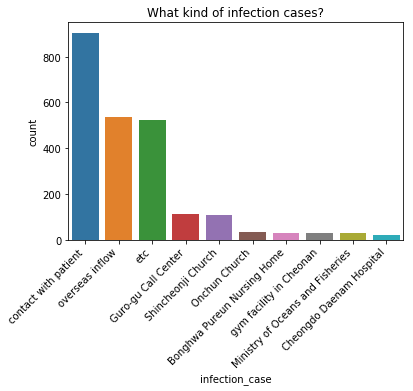 What kind of infection cases?
count
800
600
400
200
0
contact with patient
overseas inflow
etc
Guro-gu Call Center
Shincheonji Church
Onchun Church
Bonghwa Pureun Nursing Home
gym facility in Cheonan
Ministry of Oceans and Fisheries
Cheongdo Daenam Hospital
infection_case